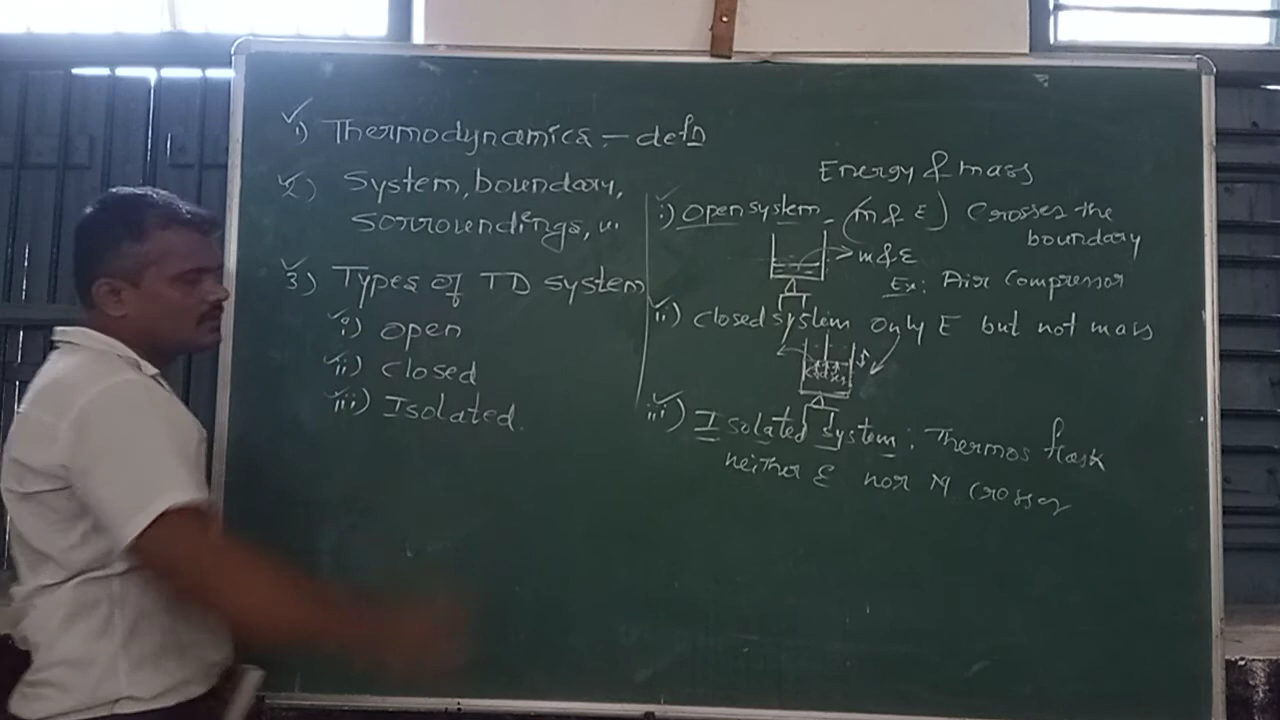 1) Thermodynamics - defn
2) System, boundary,
sorroundings, u.
3) Types of TD system
i) open
ii) closed
iii) Isolated.
Energy & mass
i) open system - (m & E) Crosses the
boundary
> m & E
Ex: Air Compressor
ii) closed system only E but not mass
iii) Isolated system: Thermos flask
neither E nor M crosses